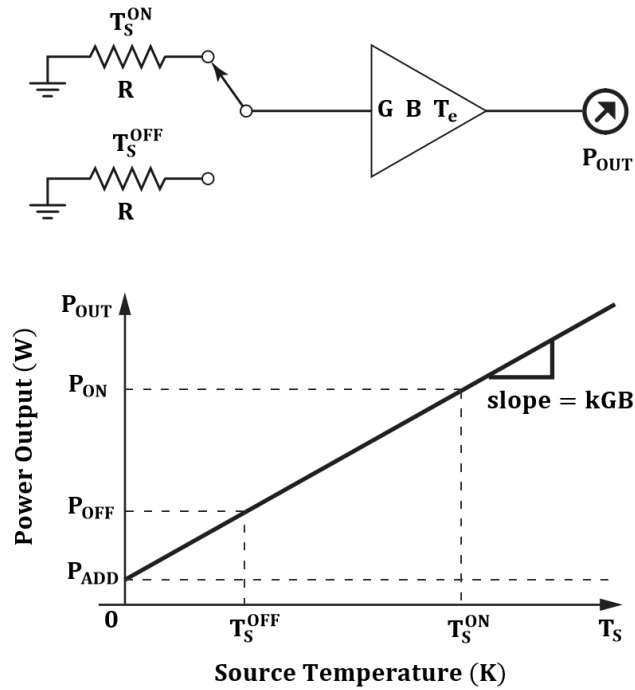 T_S^ON
R
T_S^OFF
R
G B T_e
P_OUT
P_OUT
P_ON
P_OFF
P_ADD
slope = kGB
0
T_S^OFF
T_S^ON
T_S
Power Output (W)
Source Temperature (K)